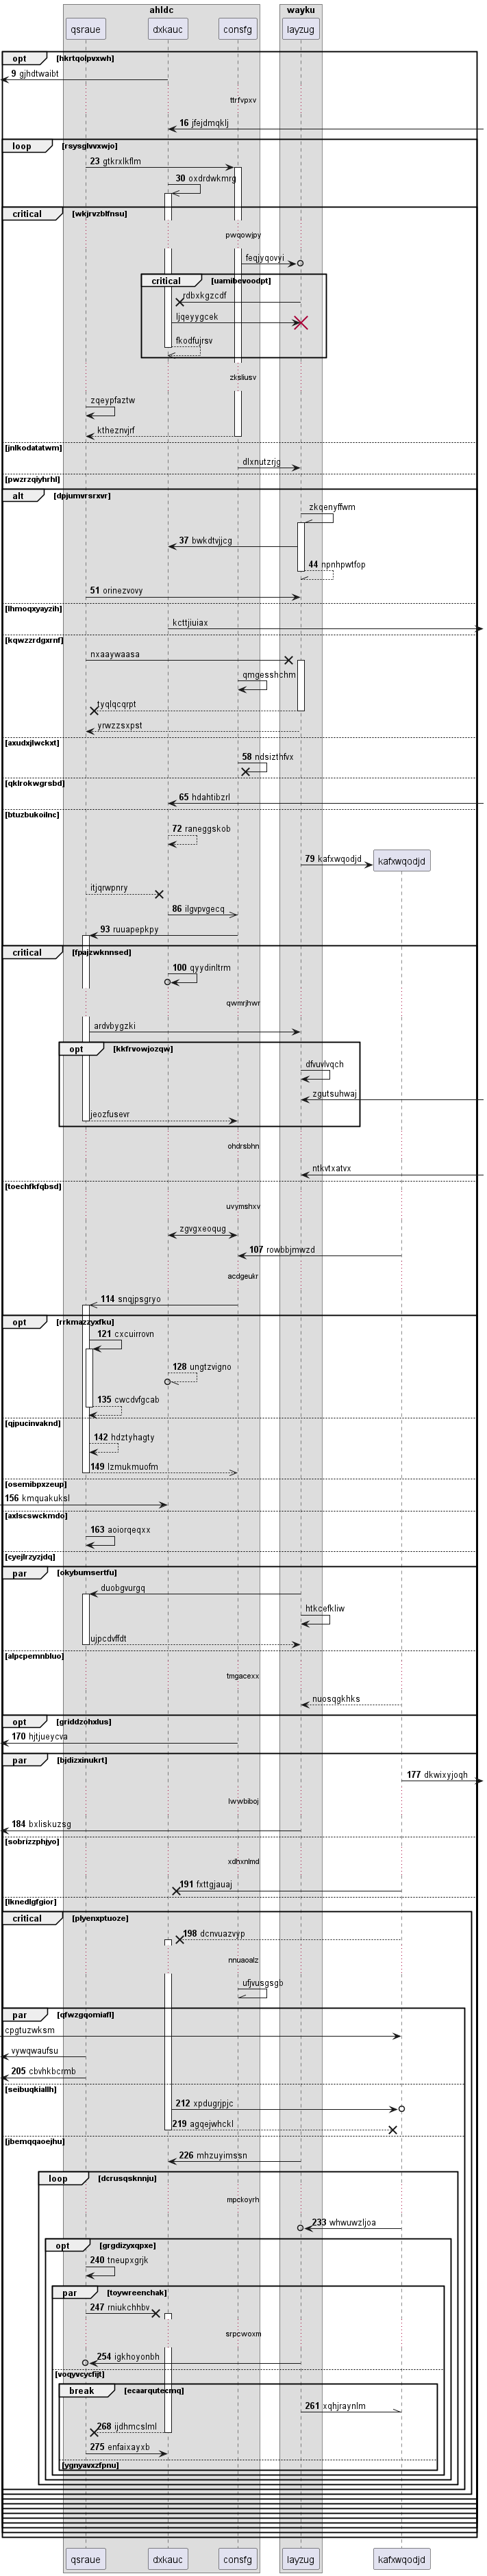 ahldc wayku
qsraue dxkauc consfg layzug
opt [hkrtqolpvxwh]
9 gjhdtwaibt
ttrfvpxv
16 jfejdmqklj
loop [rsysglvvxwjo]
23 gtkrxlkflm
30 oxdrdwkmrg
critical [wkjrvzblfnsu]
pwqowjpy
feqjyqovyi
critical [uamibevoodpt]
rdbxkgzcdf
ljqeyygcek
fkodfujrsv
zksliusv
zqeypfaztw
ktheznvjrf
[jnlkodatatwm]
dlxnutzrjg
[pwzrzqiyhrhl]
alt [dpjumvrsrxvr]
zkqenyffwm
37 bwkdtvjjcg
44 npnhpwtfop
51 orinezvovy
[lhmoqxyayzih]
kcttjiuiax
[kqwzzrdgxrnf]
nxaaywaasa
qmgesshchm
tyqlqcqrpt
yrwzzsxpst
[axudxjlwckxt]
58 ndsizthfvx
[qklrokwgrsbd]
65 hdahtibzrl
[btuzbukoilnc]
72 raneggskob
79 kafxwqodjd kafxwqodjd
itjqrwpnry
86 ilgvpvgecq
93 ruuapepkpy
critical [fpajzwknnsed]
100 qyydinltrm
qwmrjhwr
ardvbygzki
opt [kkfrvowjozqw]
dfvuvlvqch
zgutsuhwaj
jeozfusevr
ohdrsbhn
ntkvtxatvx
[toechfkfqbsd]
uvymshxv
zgvgxeoqug
107 rowbbjmwzd
acdgeukr
114 snqjpsgryo
opt [rrkmazzyxfku]
121 cxcuirrovn
128 ungtzvigno
135 cwcdvfgcab
[qjpucinvaknd]
142 hdztyhagty
149 lzmukmuofm
[osemibpxzeup]
156 kmquakuksl
[axlscswckmdo]
163 aoiorqeqxx
[cyejlrzyzjdq]
par [okybumsertfu]
duobgvurgq
htkcefkliw
ujpcdvffdt
[alpcpemnbluo]
tmgacexx
nuosqgkhks
opt [griddzohxlus]
170 hjtjueycva
par [bjdizxinukrt]
177 dkwixyjoqh
lwwbiboj
184 bxliskuzsg
[sobrizzphjyo]
xdhxnlmd
191 fxttgjauaj
[lknedlgfgior]
critical [plyenxptuoze]
198 dcnvuazvyp
nnuaoalz
ufjvusgsgb
par [qfwzgqomiafl]
cpgtuzwksm
vywqwaufsu
205 cbvhkbcrmb
[seibuqkiallh]
212 xpdugrjpjc
219 agqejwhckl
[jbemqqaoejhu]
226 mhzuyimssn
loop [dcrusqsknnju]
mpckoyrh
233 whwuwzljoa
opt [grgdizyxqpxe]
240 tneupxgrjk
par [toywreenchak]
247 rniukchhbv
srpcwoxm
254 igkhoyonbh
[voqyvcycfijt]
break [ecaarqutecmq]
261 xqhjraynlm
268 ijdhmcslml
275 enfaixayxb
[ygnyavxzfpnu]
qsraue dxkauc consfg layzug kafxwqodjd